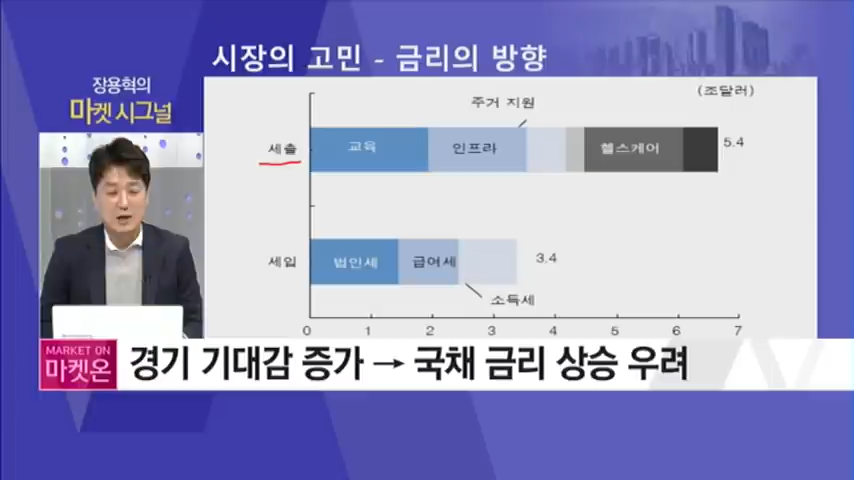 시장의 고민 - 금리의 방향
장용혁의
마켓 시그널
(조달러)
주거 지원
세출
교육
인프라
헬스케어
5.4
세입
법인세
급여세
3.4
소득세
0 1 2 3 4 5 6 7
MARKET ON
마켓온
경기 기대감 증가 → 국채 금리 상승 우려